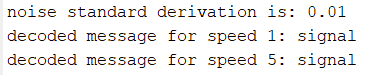 noise standard derivation is: 0.01
decoded message for speed 1: signal
decoded message for speed 5: signal